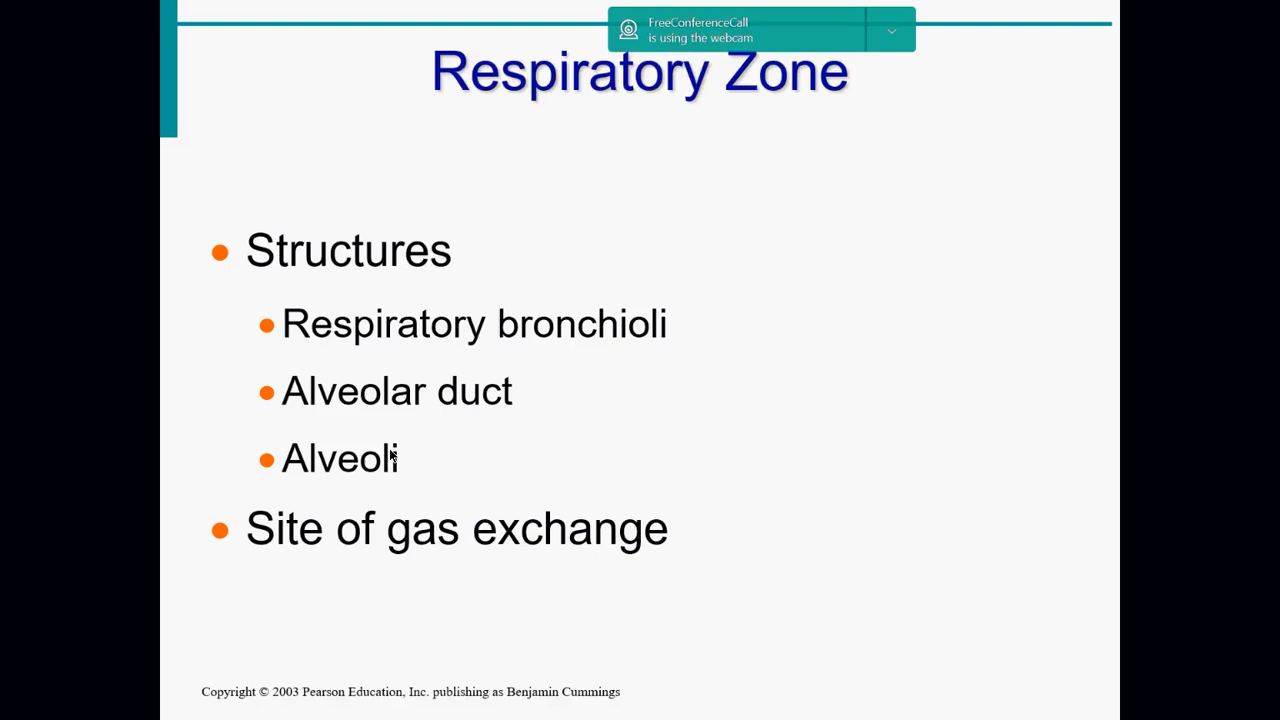 FreeConferenceCall
is using the webcam
Respiratory Zone
Structures
Respiratory bronchioli
Alveolar duct
Alveoli
Site of gas exchange
Copyright © 2003 Pearson Education, Inc. publishing as Benjamin Cummings